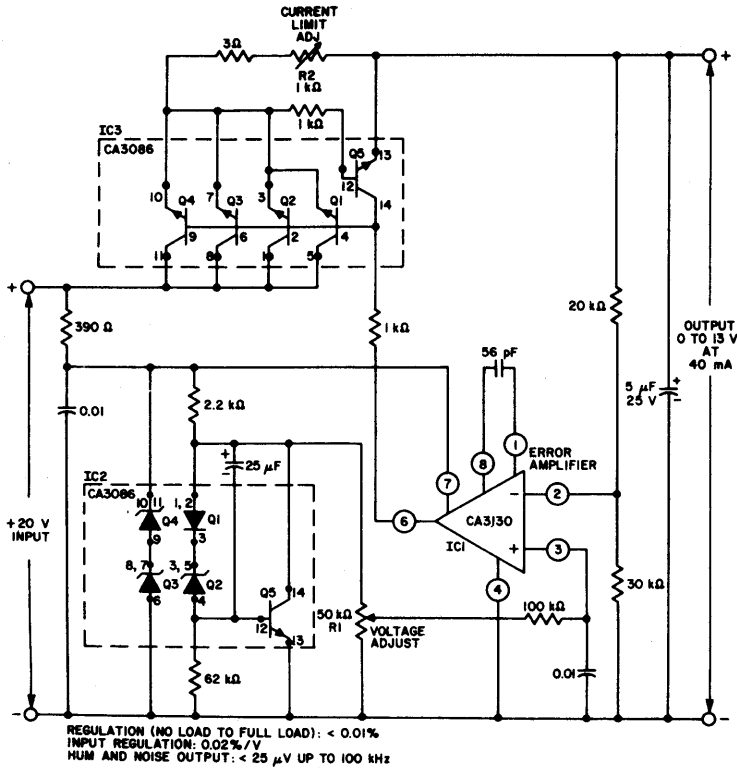 CURRENT
LIMIT
ADJ
3Ω
R2
1 kΩ
1 kΩ
IC3
CA3086
Q5
13
12
14
10
Q4
7
Q3
3
Q2
Q1
9
6
2
4
11
8
1
5
+
+
390 Ω
1 kΩ
20 kΩ
OUTPUT
0 TO 13 V
AT
40 mA
56 pF
5 μF
25 V
+
-
0.01
2.2 kΩ
+
-
25 μF
8
1
ERROR
AMPLIFIER
7
2
-
IC2
CA3086
6
CA3130
IC1
+
3
4
+20 V
INPUT
10 11
Q4
9
1, 2
Q1
3
8, 7
Q3
6
3, 5
Q2
4
Q5
14
12
13
50 kΩ
R1
VOLTAGE
ADJUST
100 kΩ
30 kΩ
62 kΩ
0.01
-
-
REGULATION (NO LOAD TO FULL LOAD): < 0.01%
INPUT REGULATION: 0.02%/V
HUM AND NOISE OUTPUT: < 25 μV UP TO 100 kHz